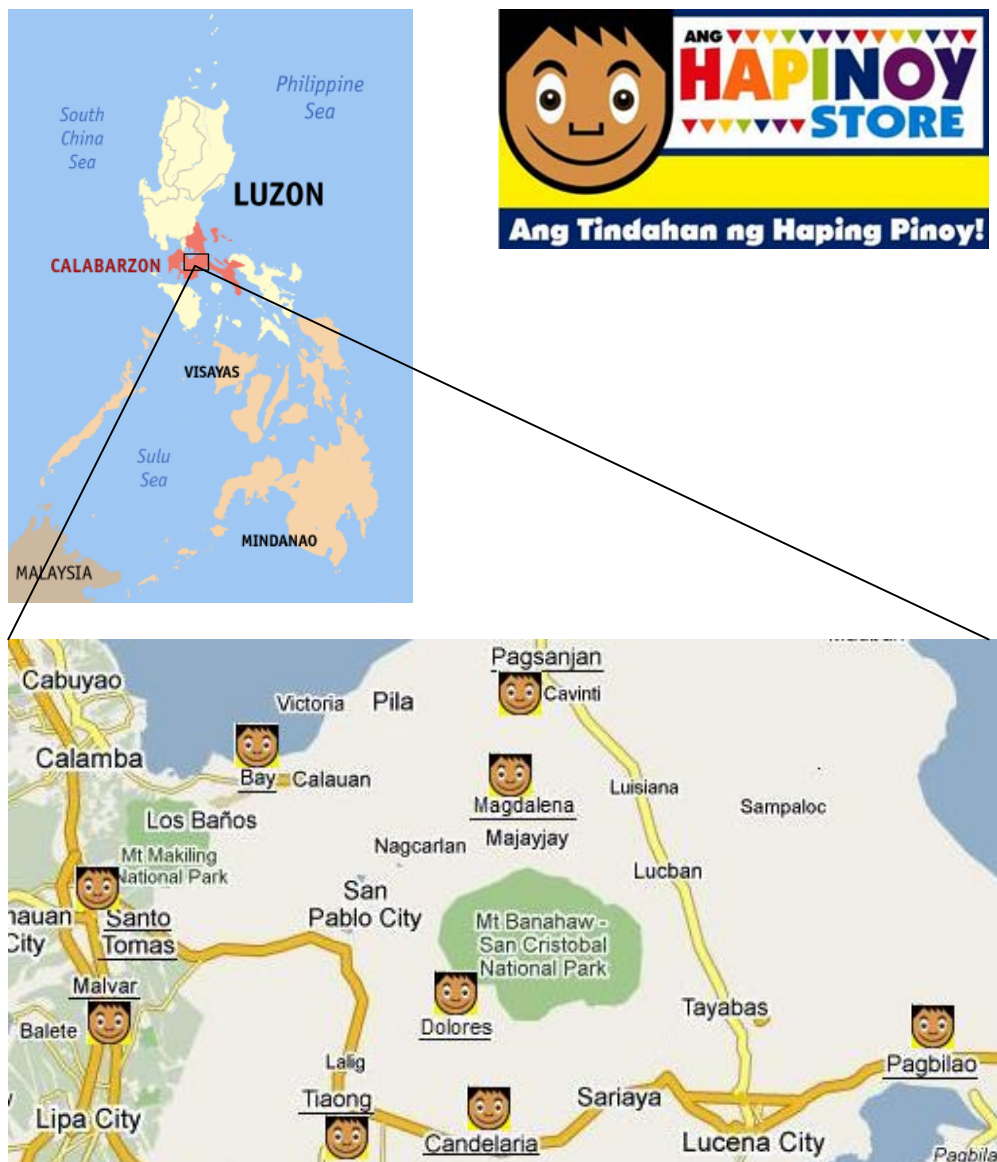 Philippine
Sea
South
China
Sea
LUZON
CALABARZON
VISAYAS
Sulu
Sea
MINDANAO
MALAYSIA
ANG
HAPINOY
STORE
Ang Tindahan ng Haping Pinoy!
Pagsanjan
Cabuyao
Victoria
Pila
Cavinti
Calamba
Bay
Calauan
Luisiana
Magdalena
Sampaloc
Los Baños
Majayjay
Nagcarlan
Mt Makiling
National Park
Lucban
San
Pablo City
nauan
City
Santo
Tomas
Mt Banahaw -
San Cristobal
National Park
Malvar
Tayabas
Balete
Dolores
Lalig
Pagbilao
Tiaong
Sariaya
Lipa City
Candelaria
Lucena City
Pagbila